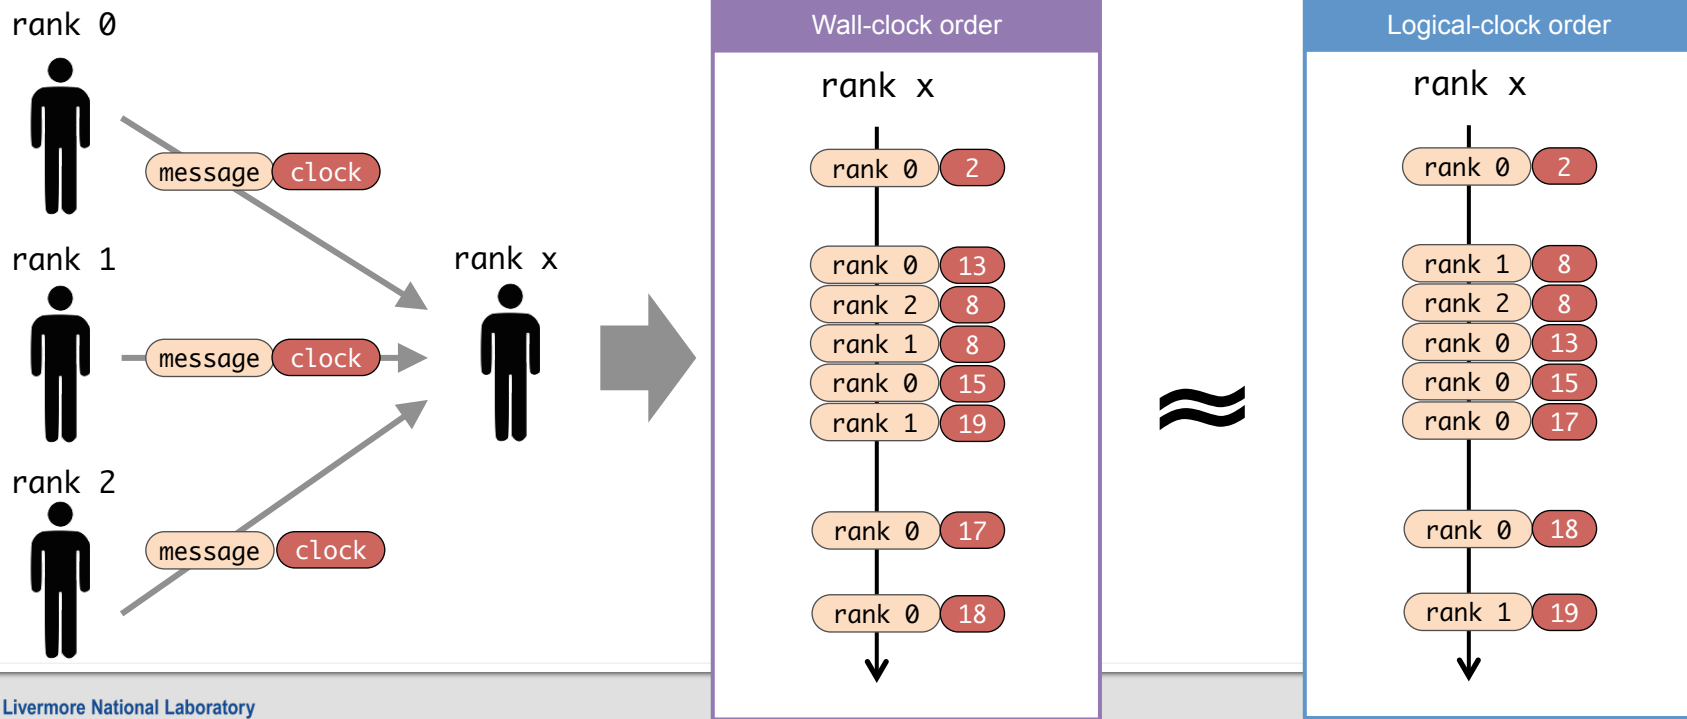 rank 0
message clock
rank 1
message clock
rank 2
message clock
rank x
Wall-clock order
rank x
rank 0 2
rank 0 13
rank 2 8
rank 1 8
rank 0 15
rank 1 19
rank 0 17
rank 0 18
≈
Logical-clock order
rank x
rank 0 2
rank 1 8
rank 2 8
rank 0 13
rank 0 15
rank 0 17
rank 0 18
rank 1 19
Livermore National Laboratory